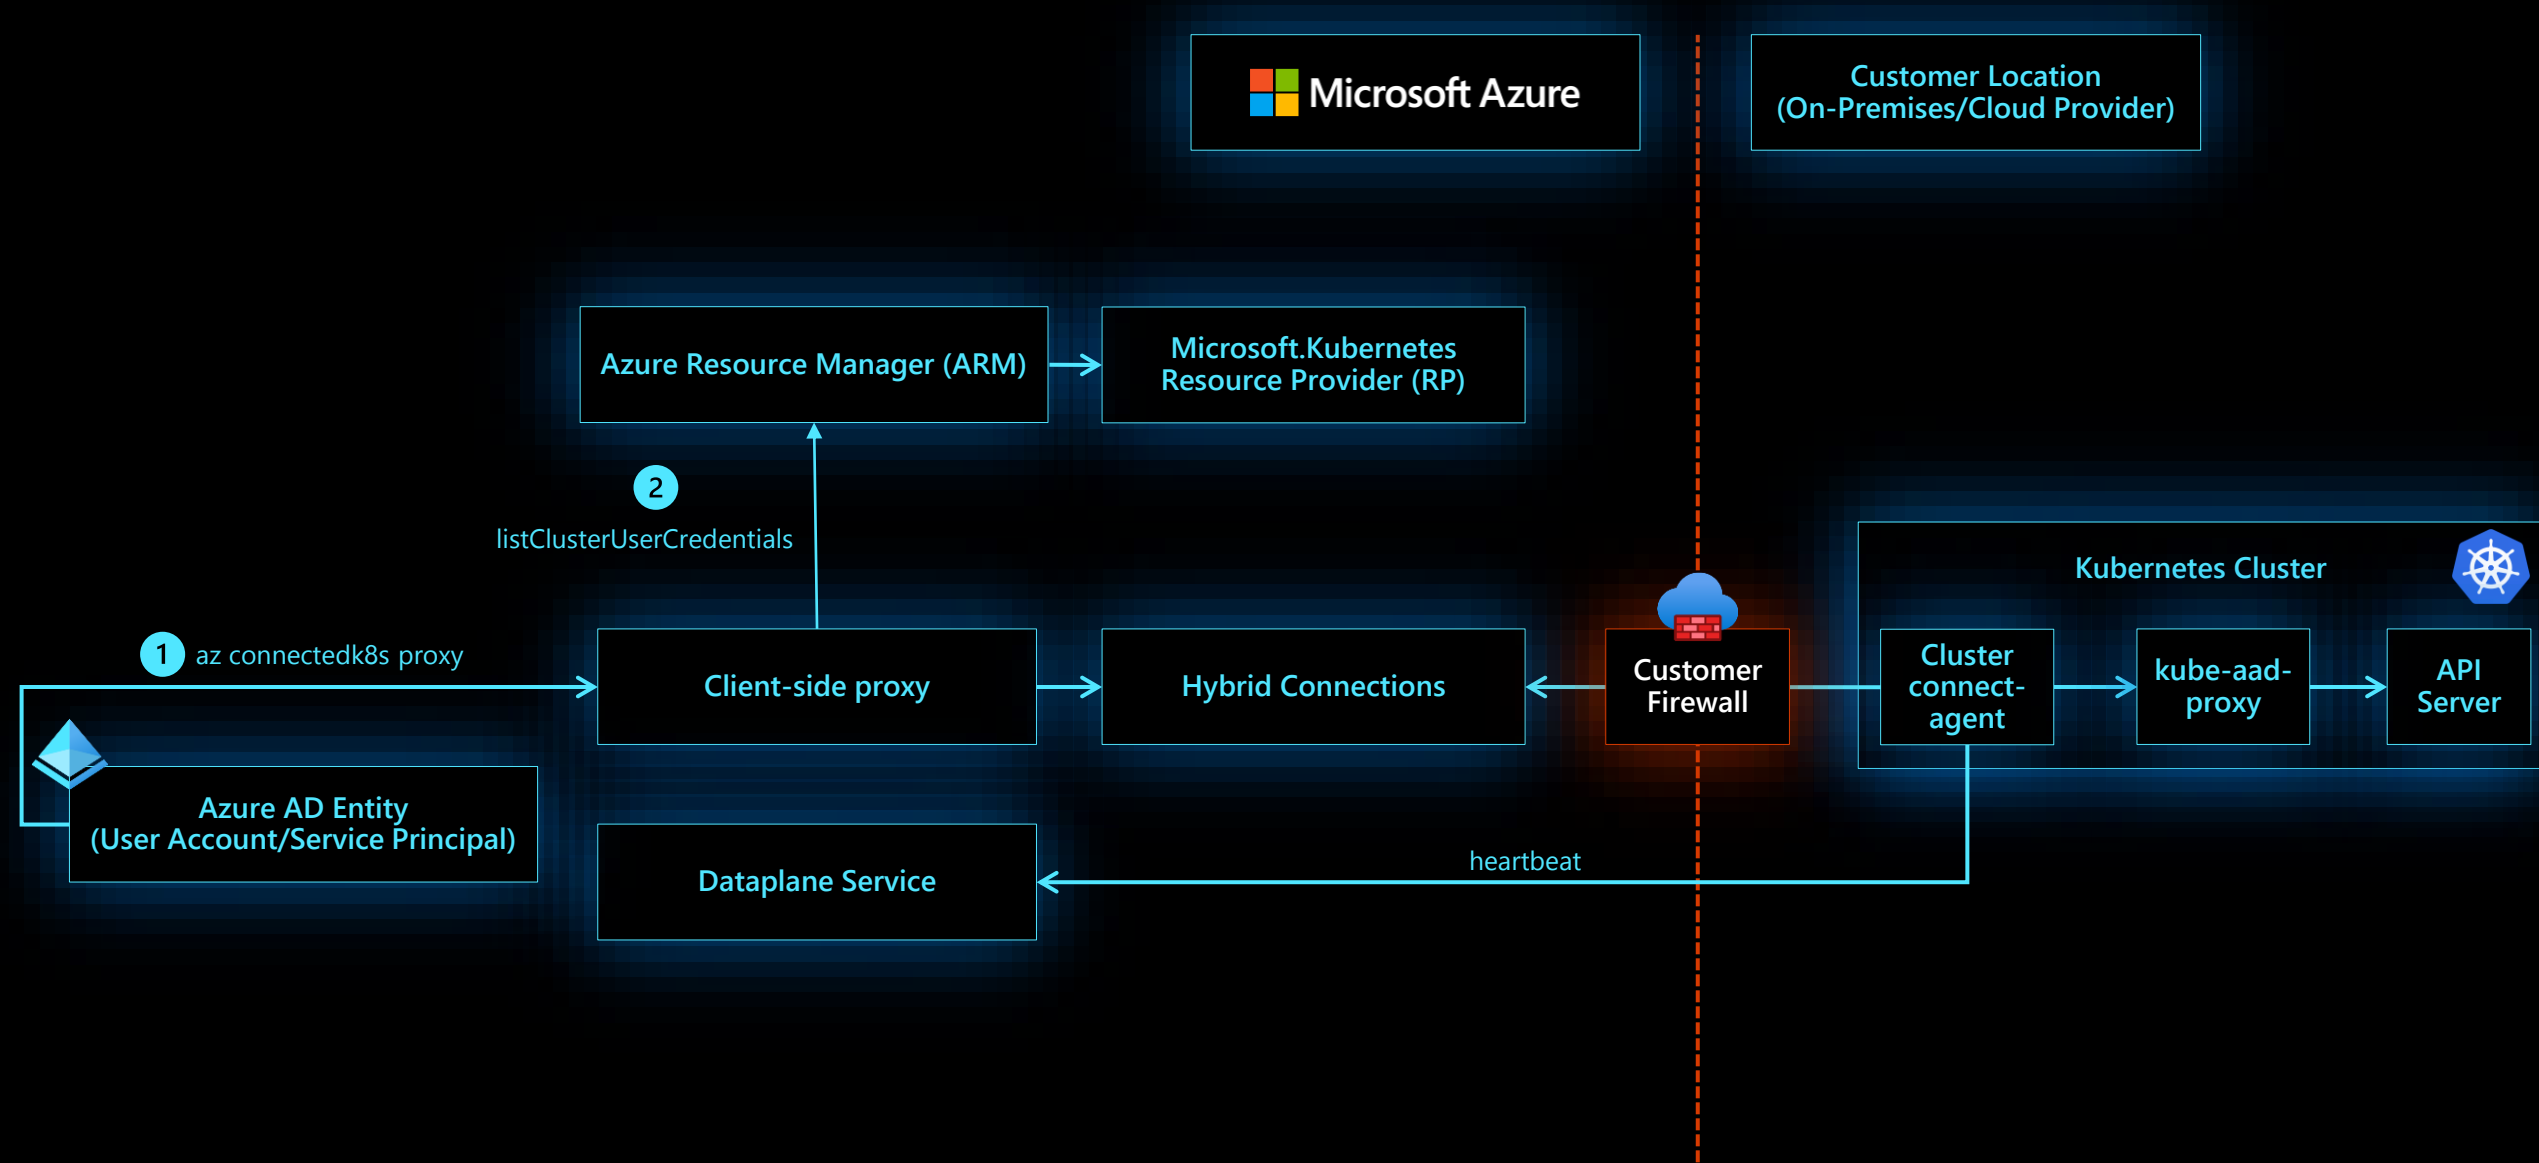 Microsoft Azure
Customer Location
(On-Premises/Cloud Provider)
Azure Resource Manager (ARM)
Microsoft.Kubernetes
Resource Provider (RP)
2
listClusterUserCredentials
Kubernetes Cluster
1 az connectedk8s proxy
Client-side proxy
Hybrid Connections
Customer
Firewall
Cluster
connect-
agent
kube-aad-
proxy
API
Server
Azure AD Entity
(User Account/Service Principal)
Dataplane Service
heartbeat